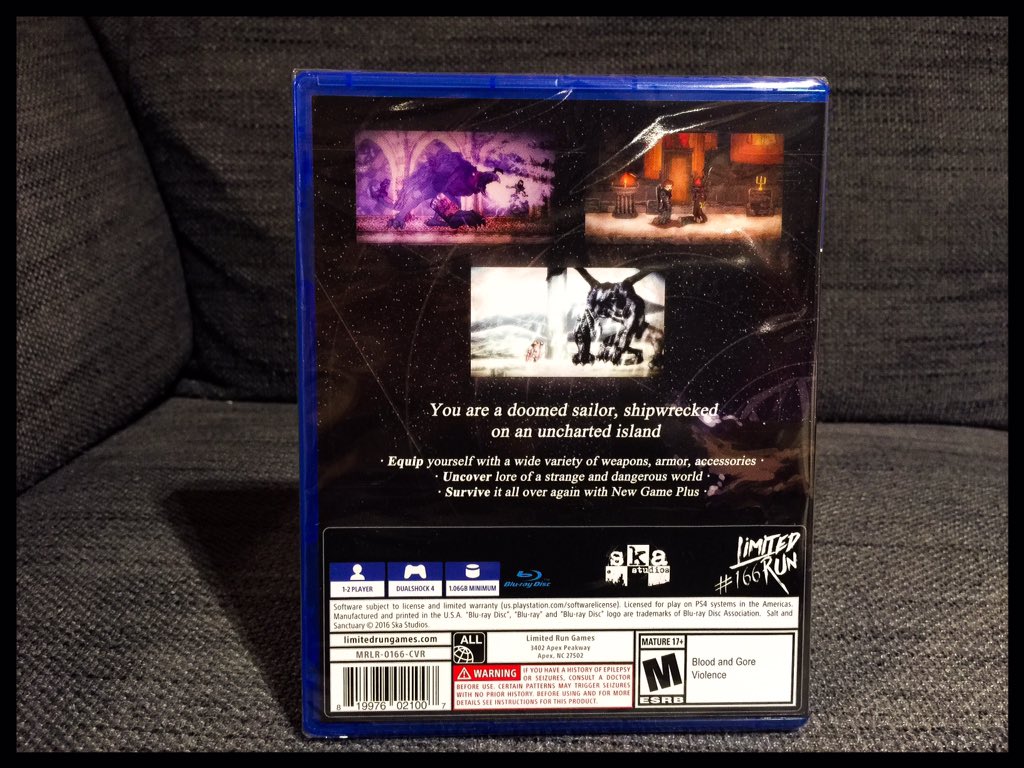 You are a doomed sailor, shipwrecked
on an uncharted island
· Equip yourself with a wide variety of weapons, armor, accessories ·
· Uncover lore of a strange and dangerous world ·
· Survive it all over again with New Game Plus ·
1-2 PLAYER
DUALSHOCK 4
1.06GB MINIMUM
Blu-ray Disc
ska
studios
LIMITED
RUN
#166
Software subject to license and limited warranty (us.playstation.com/softwarelicense). Licensed for play on PS4 systems in the Americas.
Manufactured and printed in the U.S.A. "Blu-ray Disc", "Blu-ray" and "Blu-ray Disc" logo are trademarks of Blu-ray Disc Association. Salt and
Sanctuary © 2016 Ska Studios.
limitedrungames.com
MRLR-0166-CVR
ALL
Limited Run Games
3402 Apex Peakway
Apex, NC 27502
WARNING
IF YOU HAVE A HISTORY OF EPILEPSY
OR SEIZURES, CONSULT A DOCTOR
BEFORE USE. CERTAIN PATTERNS MAY TRIGGER SEIZURES
WITH NO PRIOR HISTORY. BEFORE USING AND FOR MORE
DETAILS SEE INSTRUCTIONS FOR THIS PRODUCT.
8 19976 02100 7
MATURE 17+
M
ESRB
Blood and Gore
Violence